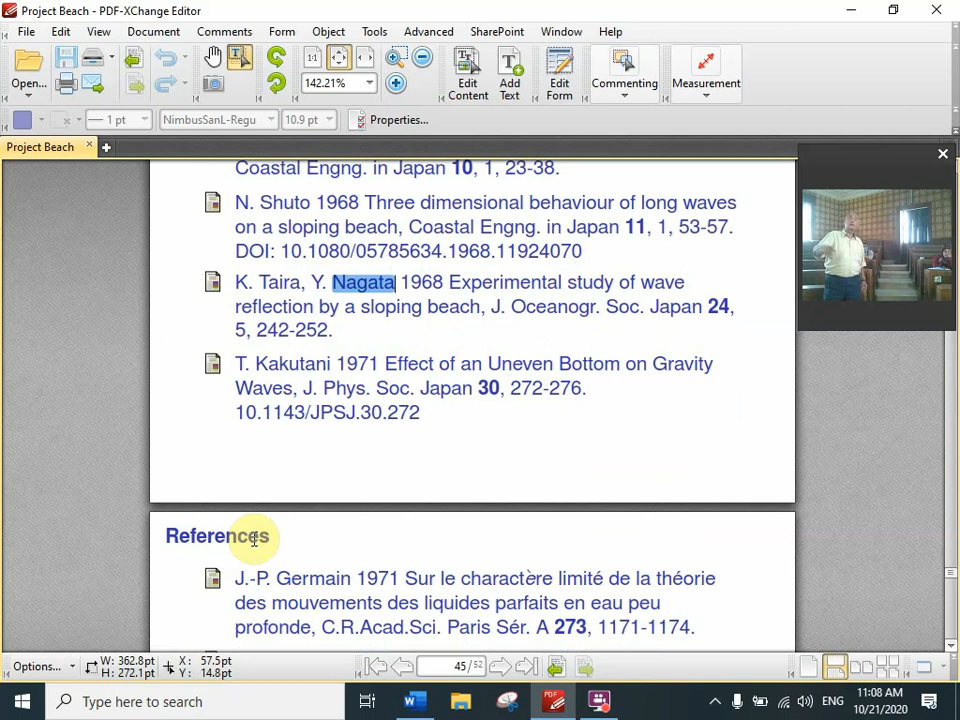 Project Beach - PDF-XChange Editor
File Edit View Document Comments Form Object Tools Advanced SharePoint Window Help
Open...
142.21%
Edit Content
Add Text
Edit Form
Commenting
Measurement
1 pt
NimbusSanL-Regu
10.9 pt
Properties...
Project Beach
Coastal Engng. in Japan 10, 1, 23-38.
N. Shuto 1968 Three dimensional behaviour of long waves
on a sloping beach, Coastal Engng. in Japan 11, 1, 53-57.
DOI: 10.1080/05785634.1968.11924070
K. Taira, Y. Nagata 1968 Experimental study of wave
reflection by a sloping beach, J. Oceanogr. Soc. Japan 24,
5, 242-252.
T. Kakutani 1971 Effect of an Uneven Bottom on Gravity
Waves, J. Phys. Soc. Japan 30, 272-276.
10.1143/JPSJ.30.272
References
J.-P. Germain 1971 Sur le charactère limité de la théorie
des mouvements des liquides parfaits en eau peu
profonde, C.R.Acad.Sci. Paris Sér. A 273, 1171-1174.
Options...
W: 362.8pt
H: 272.1pt
X: 57.5pt
Y: 14.8pt
45/52
Type here to search
ENG
11:08 AM
10/21/2020